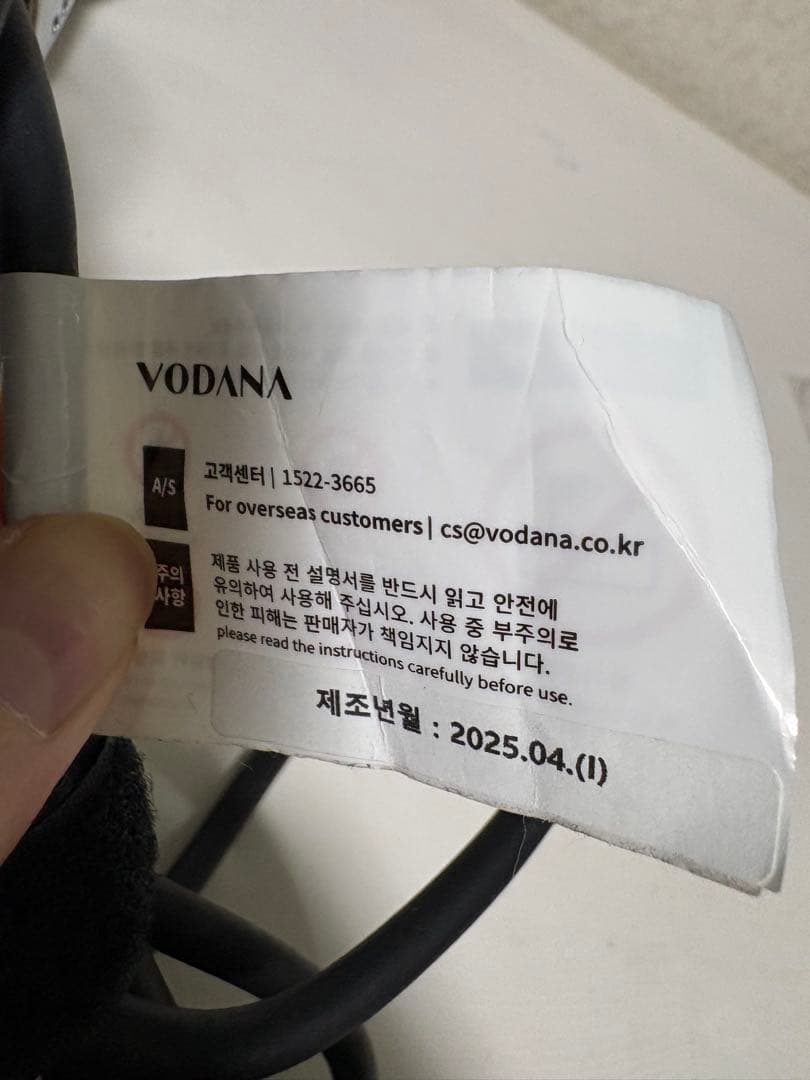 VODANA
A/S
고객센터 | 1522-3665
For overseas customers | cs@vodana.co.kr
주의
사항
제품 사용 전 설명서를 반드시 읽고 안전에
유의하여 사용해 주십시오. 사용 중 부주의로
인한 피해는 판매자가 책임지지 않습니다.
please read the instructions carefully before use.
제조년월 : 2025.04.(I)